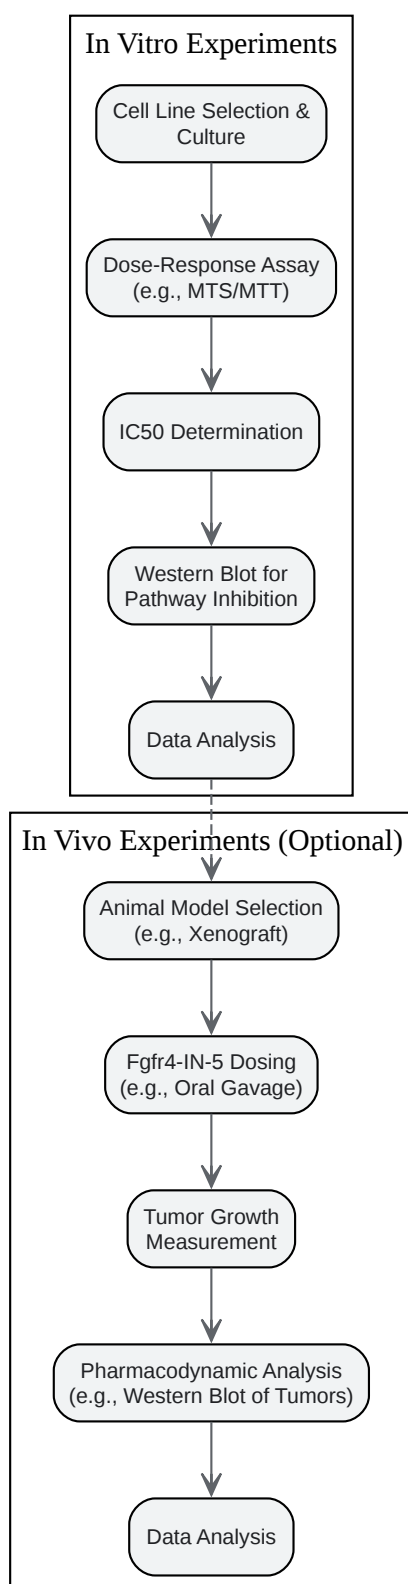 In Vitro Experiments
Cell Line Selection &
Culture
Dose-Response Assay
(e.g., MTS/MTT)
IC50 Determination
Western Blot for
Pathway Inhibition
Data Analysis
In Vivo Experiments (Optional)
Animal Model Selection
(e.g., Xenograft)
Fgfr4-IN-5 Dosing
(e.g., Oral Gavage)
Tumor Growth
Measurement
Pharmacodynamic Analysis
(e.g., Western Blot of Tumors)
Data Analysis